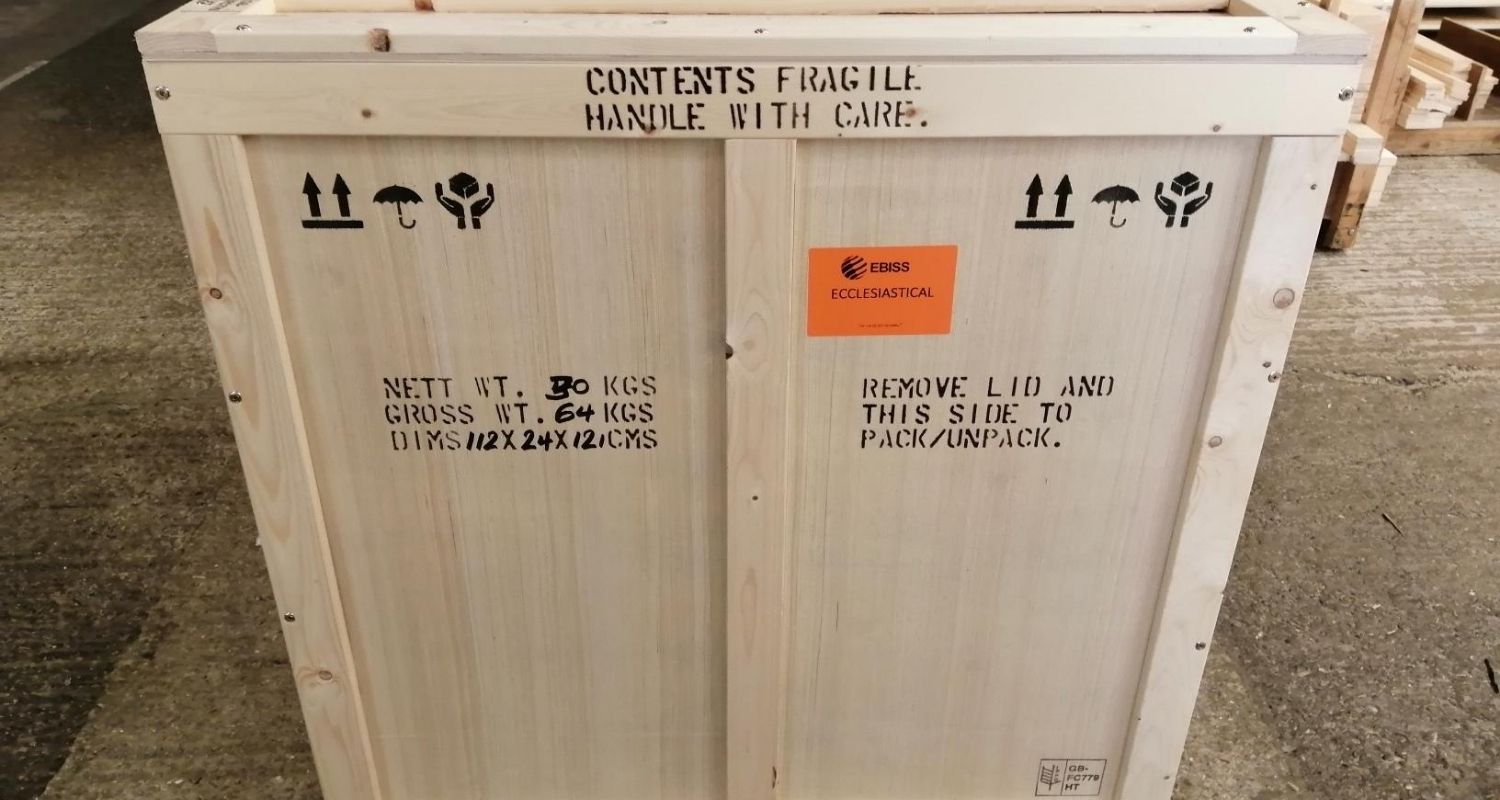 CONTENTS FRAGILE
HANDLE WITH CARE.
EBISS
ECCLESIASTICAL
NETT WT. 30 KGS
GROSS WT. 64 KGS
DIMS 112X24X121CMS
REMOVE LID AND
THIS SIDE TO
PACK/UNPACK.
GB-
FC779
HT